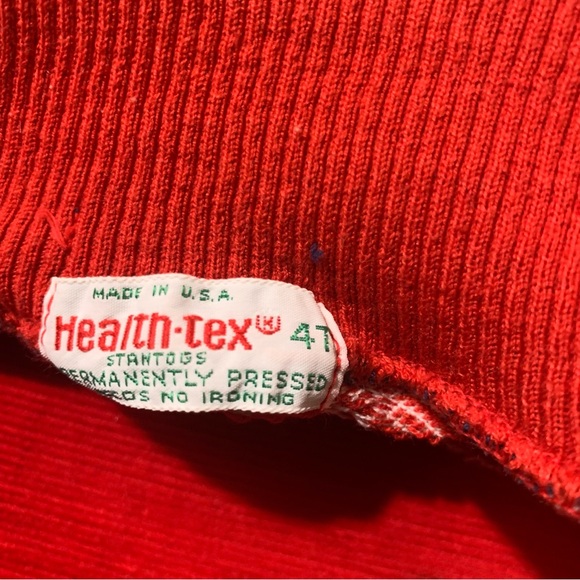 MADE IN U.S.A.
Health·tex® 4T
STANTOGS
PERMANENTLY PRESSED
NEEDS NO IRONING